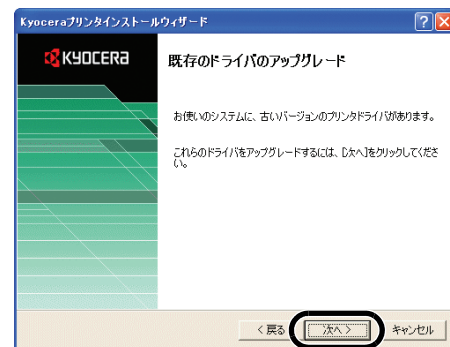 Kyoceraプリンタインストールウィザード
KYOCERA
既存のドライバのアップグレード
お使いのシステムに、古いバージョンのプリンタドライバがあります。
これらのドライバをアップグレードするには、[次へ]をクリックしてくださ
い。
< 戻る
次へ >
キャンセル